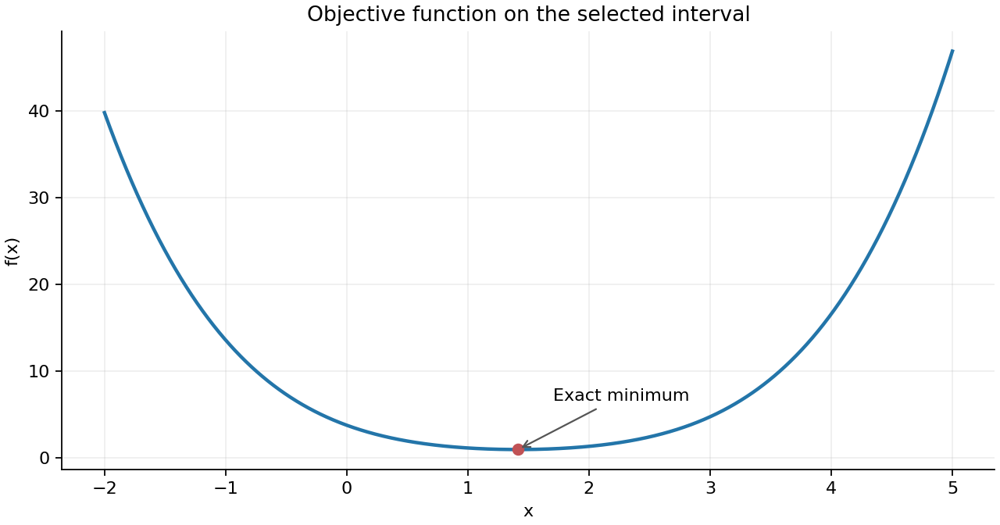 Objective function on the selected interval
f(x)
40
30
20
10
0
Exact minimum
−2 −1 0 1 2 3 4 5
x